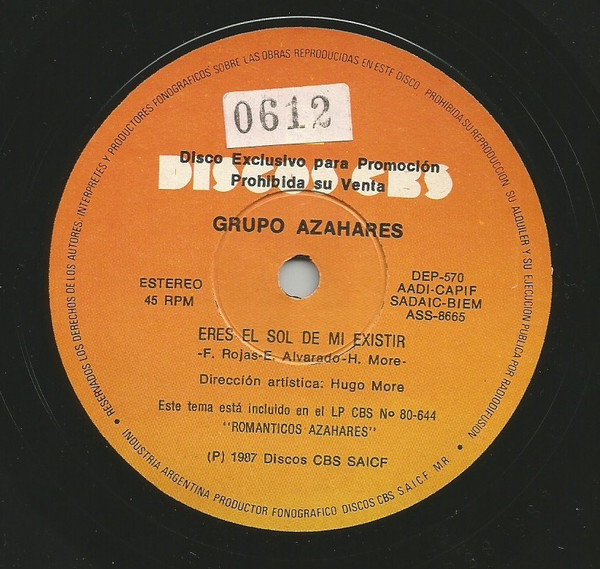 RESERVADOS LOS DERECHOS DE LOS AUTORES, INTERPRETES Y PRODUCTORES FONOGRAFICOS SOBRE LAS OBRAS REPRODUCIDAS EN ESTE DISCO PROHIBIDA SU REPRODUCCION, SU ALQUILER Y SU EJECUCION PUBLICA POR RADIODIFUSION
0612
Disco Exclusivo para Promoción
DISCOS CBS
Prohibida su Venta
GRUPO AZAHARES
ESTEREO
45 RPM
DEP-570
AADI-CAPIF
SADAIC-BIEM
ASS-8665
ERES EL SOL DE MI EXISTIR
-F. Rojas-E. Alvarado-H. More-
Dirección artística: Hugo More
Este tema está incluido en el LP CBS Nº 80-644
"ROMANTICOS AZAHARES"
(P) 1987 Discos CBS SAICF
INDUSTRIA ARGENTINA PRODUCTOR FONOGRAFICO DISCOS CBS S.A.I.C.F. MR